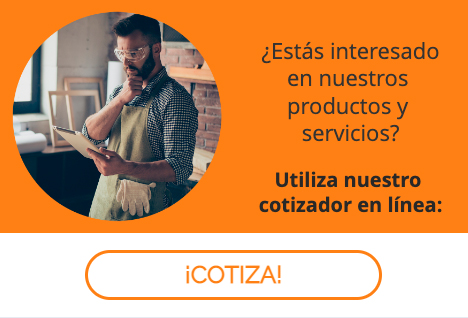 ¿Estás interesado
en nuestros
productos y
servicios?
Utiliza nuestro
cotizador en línea:
¡COTIZA!